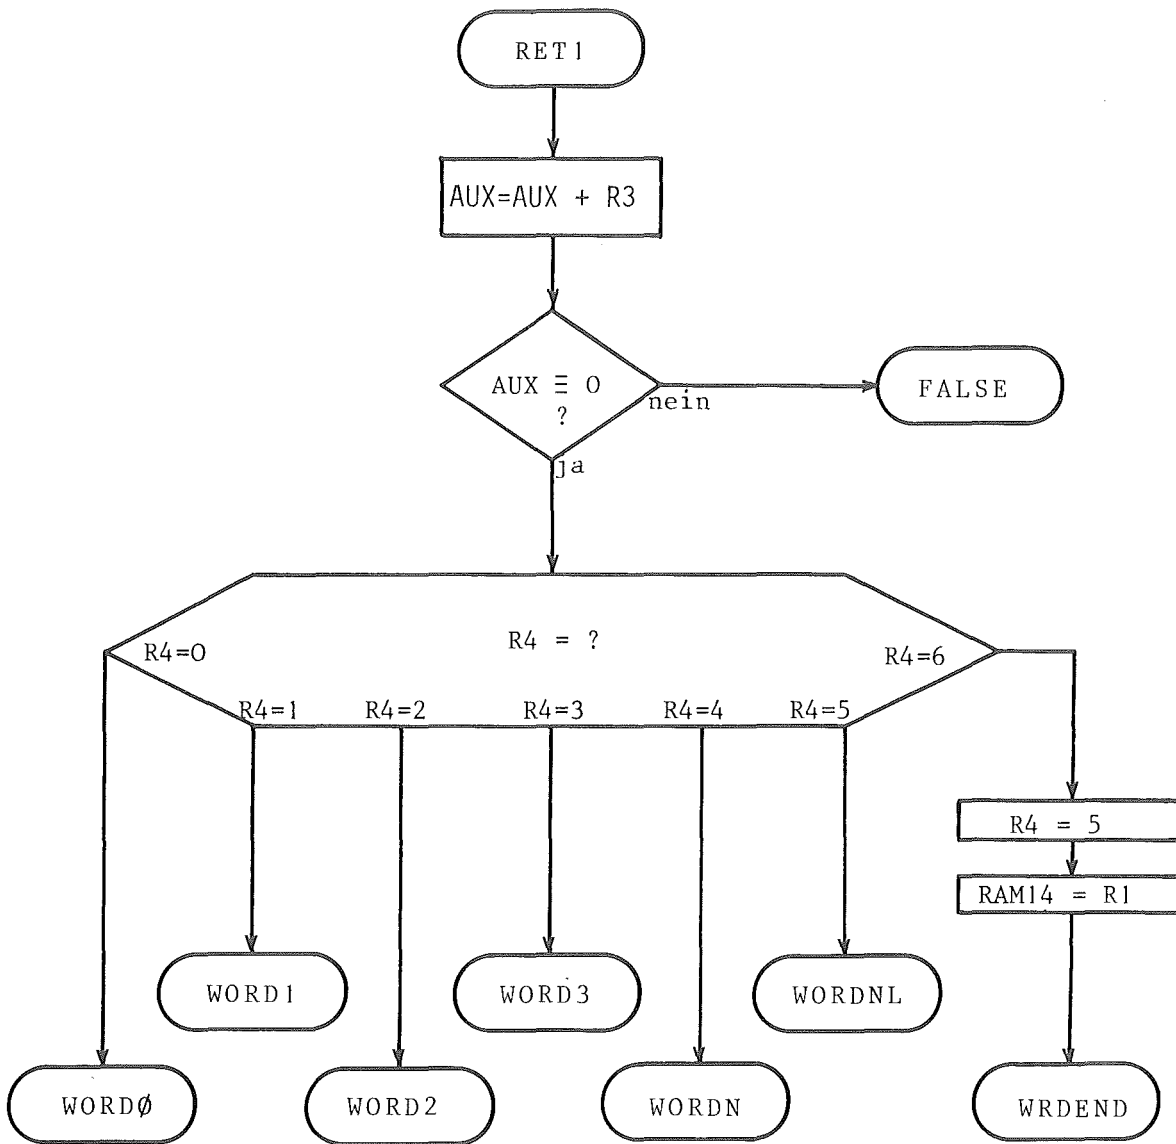 RET1
AUX=AUX + R3
AUX ≡ 0
?
nein
FALSE
ja
R4 = ?
R4=0
R4=6
R4=1
R4=2
R4=3
R4=4
R4=5
R4 = 5
RAM14 = R1
WORD1
WORD3
WORDNL
WORDØ
WORD2
WORDN
WRDEND